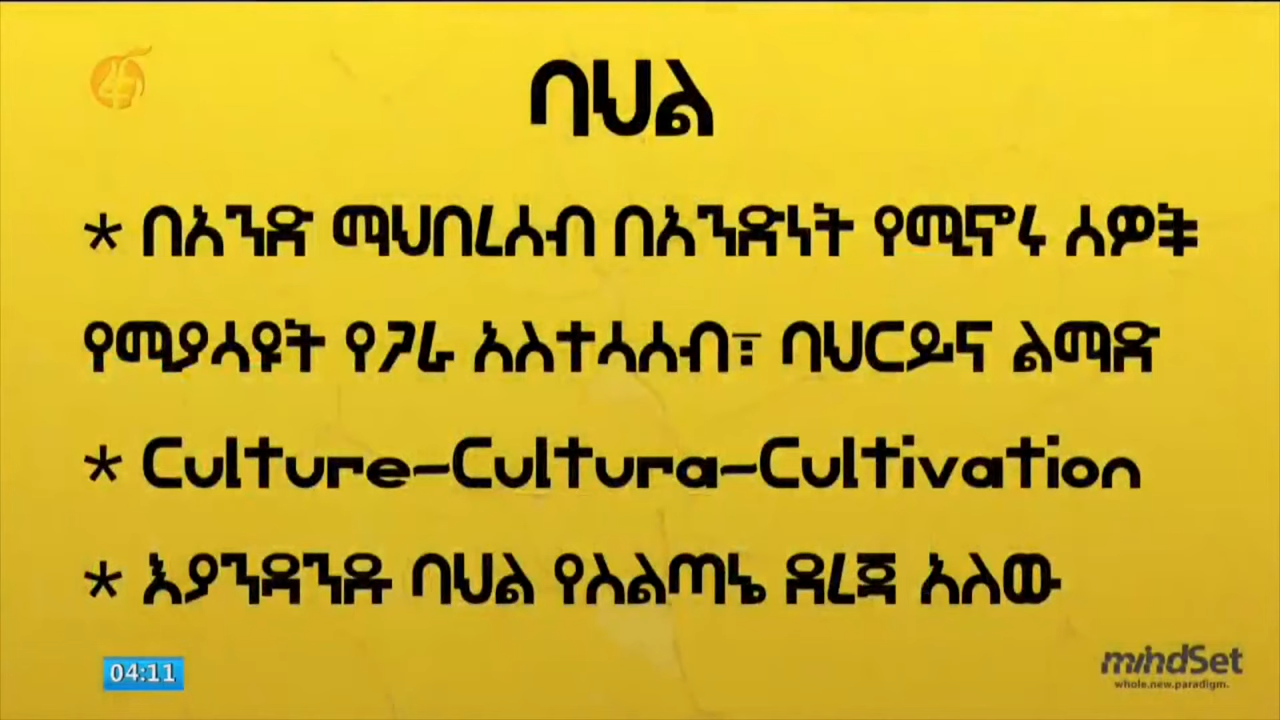 ባህል
* በአንድ ማህበረሰብ በአንድነት የሚኖሩ ሰዎች
የሚያሳዩት የጋራ አስተሳሰብ፣ ባህርይና ልማድ
* Culture-Cultura-Cultivation
* እያንዳንዱ ባህል የስልጣኔ ደረጃ አለው
04:11
mindSet
whole.new.paradigm.